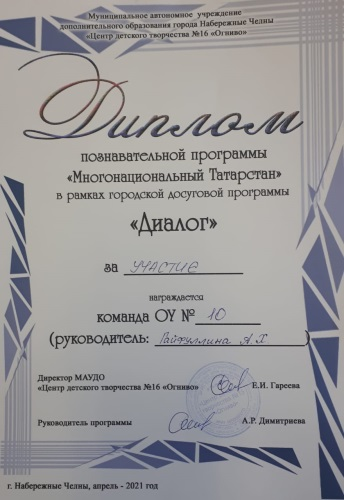 Муниципальное автономное учреждение
дополнительного образования города Набережные Челны
«Центр детского творчества №16 «Огниво»
Диплом
познавательной программы
«Многонациональный Татарстан»
в рамках городской досуговой программы
«Диалог»
за участие
награждается
команда ОУ № 10
(руководитель: Гайфуллина А.Х)
Директор МАУДО
«Центр детского творчества №16 «Огниво» Е.И. Гареева
Руководитель программы А.Р. Димитриева
г. Набережные Челны, апрель - 2021 год